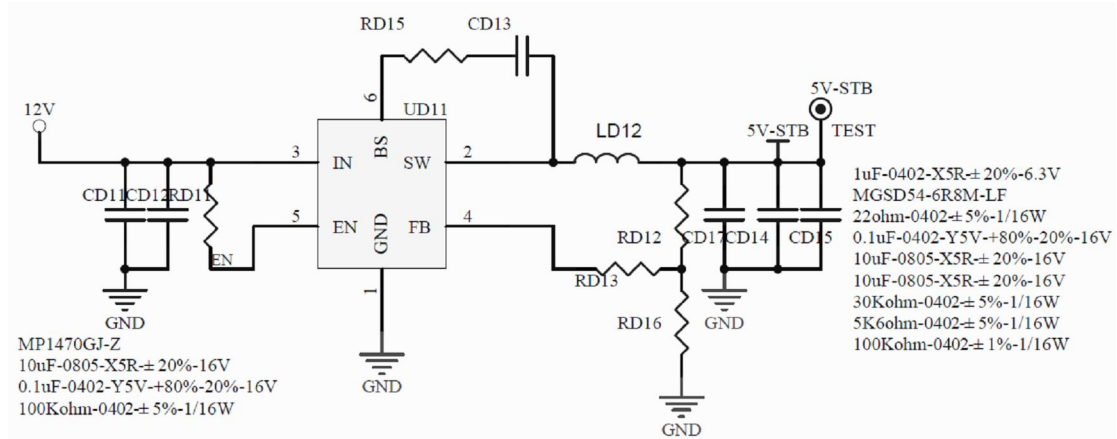 RD15
CD13
5V-STB
12V
6
UD11
LD12
5V-STB
TEST
BS
3
IN
SW
2
1uF-0402-X5R-±20%-6.3V
MGSD54-6R8M-LF
22ohm-0402-±5%-1/16W
0.1uF-0402-Y5V-+80%-20%-16V
10uF-0805-X5R-±20%-16V
10uF-0805-X5R-±20%-16V
30Kohm-0402-±5%-1/16W
5K6ohm-0402-±5%-1/16W
100Kohm-0402-±1%-1/16W
CD11
CD12
RD11
5
EN
GND
FB
4
RD12
CD17
CD14
CD15
EN
RD13
1
RD16
GND
GND
GND
GND
MP1470GJ-Z
10uF-0805-X5R-±20%-16V
0.1uF-0402-Y5V-+80%-20%-16V
100Kohm-0402-±5%-1/16W